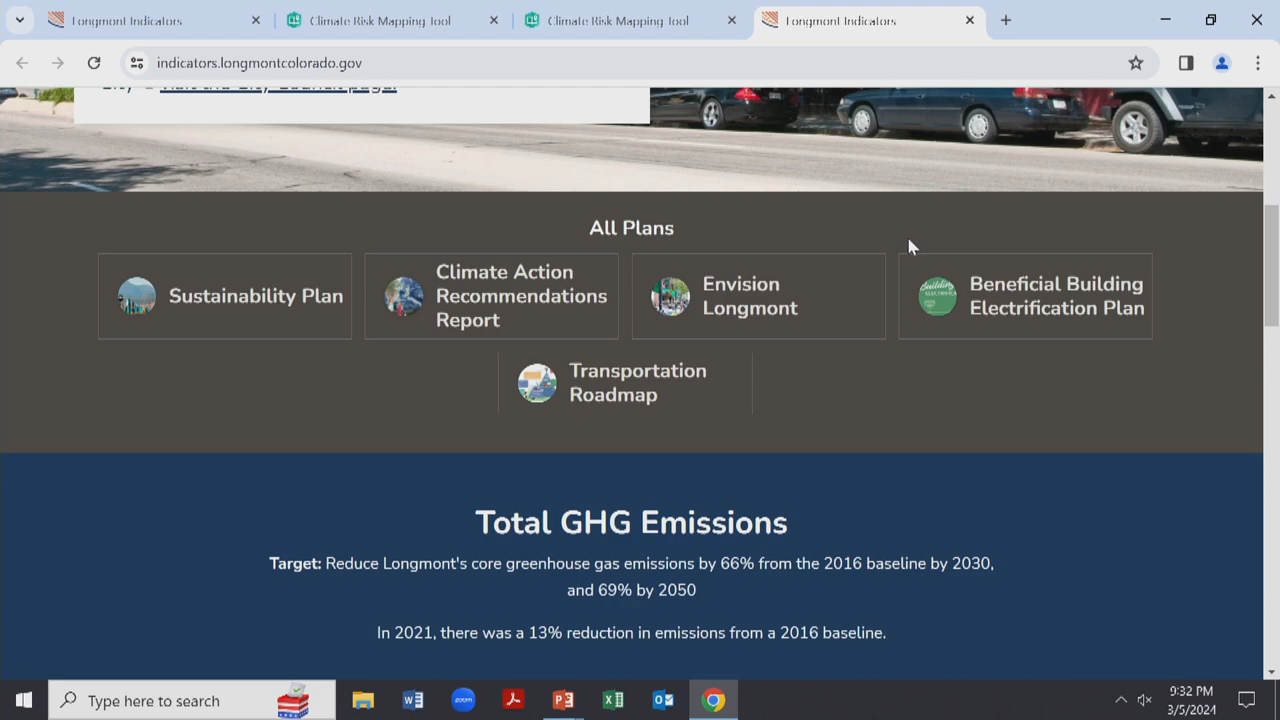 Longmont Indicators
Climate Risk Mapping Tool
Climate Risk Mapping Tool
Longmont Indicators
indicators.longmontcolorado.gov
All Plans
Sustainability Plan
Climate Action
Recommendations
Report
Envision
Longmont
Beneficial Building
Electrification Plan
Transportation
Roadmap
Total GHG Emissions
Target: Reduce Longmont's core greenhouse gas emissions by 66% from the 2016 baseline by 2030,
and 69% by 2050
In 2021, there was a 13% reduction in emissions from a 2016 baseline.
Type here to search
9:32 PM
3/5/2024